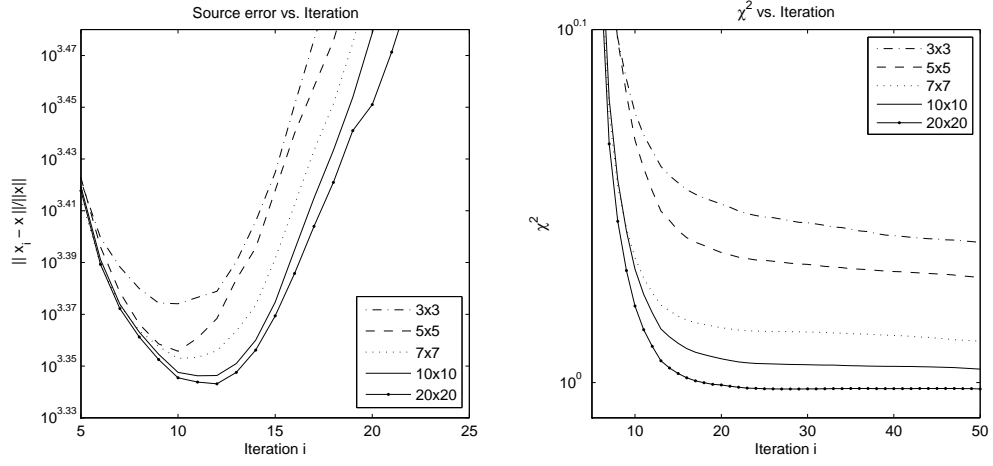 Source error vs. Iteration
10^3.47
10^3.45
10^3.43
10^3.41
10^3.39
10^3.37
10^3.35
10^3.33
|| x_i − x ||/||x||
5
10
15
20
25
Iteration i
3x3
5x5
7x7
10x10
20x20
χ^2 vs. Iteration
10^0.1
10^0
χ^2
10
20
30
40
50
Iteration i
3x3
5x5
7x7
10x10
20x20